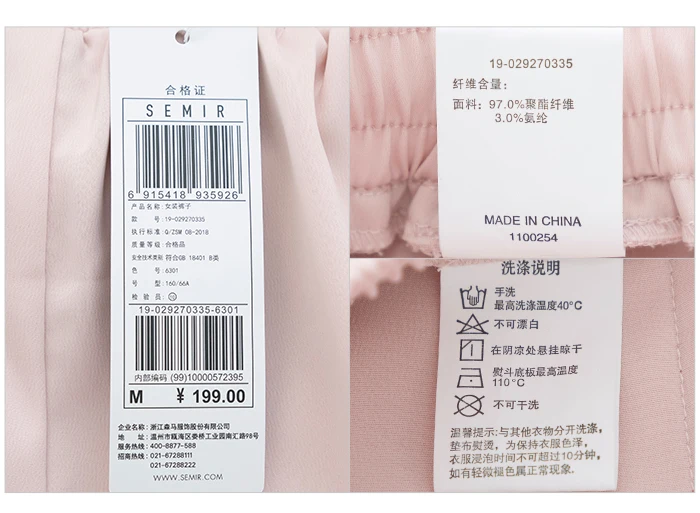 合格证
SEMIR
6 915418 935926
产品名称: 女装裤子
款 号: 19-029270335
执行标准: Q/ZSM 08-2018
质量等级: 合格品
安全技术类别 符合GB 18401 B类
色 号: 6301
号 型: 160/66A
检 验 员:
19-029270335-6301
内部编码 (99)10000572395
M ¥ 199.00
企业名称: 浙江森马服饰股份有限公司
地 址: 温州市瓯海区娄桥工业园南汇路98号
服务热线: 400-8877-588
招商热线: 021-67288111
021-67288222
SEMIR
19-029270335
纤维含量:
面料: 97.0%聚酯纤维
3.0%氨纶
MADE IN CHINA
1100254
洗涤说明
手洗
最高洗涤温度40°C
不可漂白
在阴凉处悬挂晾干
熨斗底板最高温度
110°C
不可干洗
温馨提示: 与其他衣物分开洗涤,
垫布熨烫。为保持衣服色泽,
衣服浸泡时间不可超过10分钟,
如有轻微褪色属正常现象.